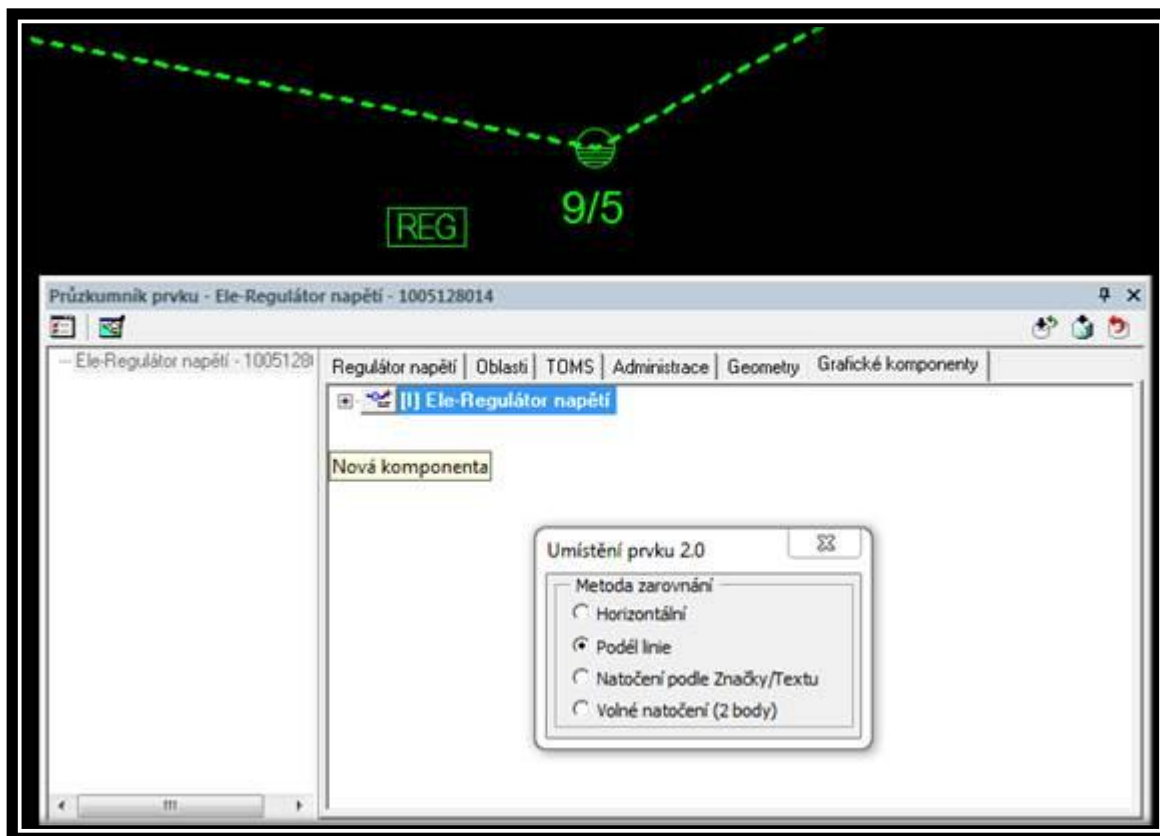 REG
9/5
Průzkumník prvku - Ele-Regulátor napětí - 1005128014
Ele-Regulátor napětí - 1005128
Regulátor napětí | Oblasti | TOMS | Administrace | Geometry | Grafické komponenty
[I] Ele-Regulátor napětí
Nová komponenta
Umístění prvku 2.0
Metoda zarovnání
Horizontální
Podél linie
Natočení podle Značky/Textu
Volné natočení (2 body)